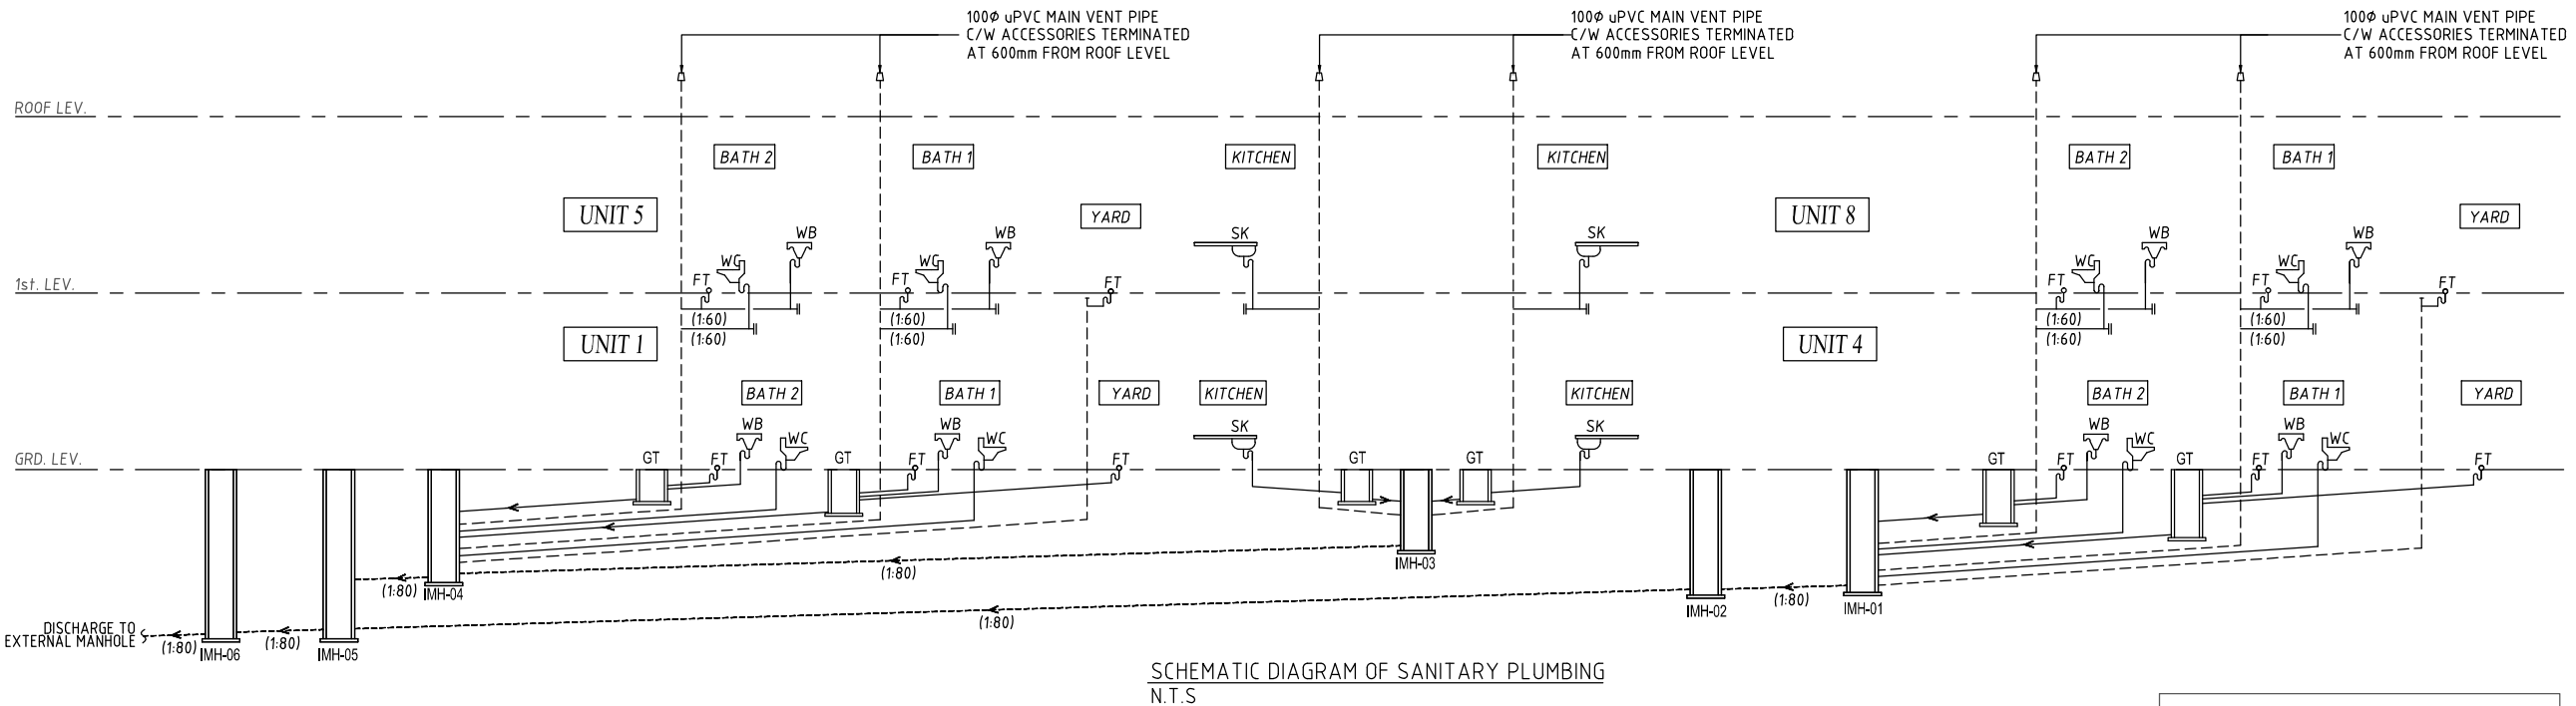 100Ø uPVC MAIN VENT PIPE
C/W ACCESSORIES TERMINATED
AT 600mm FROM ROOF LEVEL
100Ø uPVC MAIN VENT PIPE
C/W ACCESSORIES TERMINATED
AT 600mm FROM ROOF LEVEL
100Ø uPVC MAIN VENT PIPE
C/W ACCESSORIES TERMINATED
AT 600mm FROM ROOF LEVEL
ROOF LEV.
BATH 2 BATH 1 KITCHEN KITCHEN BATH 2 BATH 1
UNIT 5 YARD UNIT 8 YARD
WB WB SK SK WB WB
WC WC WC WC
FT FT FT FT FT FT
1st. LEV.
(1:60) (1:60) (1:60) (1:60)
(1:60) (1:60) (1:60) (1:60)
UNIT 1 UNIT 4
BATH 2 BATH 1 YARD KITCHEN KITCHEN BATH 2 BATH 1 YARD
WB WB SK SK WB WB
WC WC WC WC
GRD. LEV.
GT FT GT FT FT GT GT GT FT GT FT FT
IMH-03
(1:80)
(1:80) IMH-04
(1:80)
IMH-02 IMH-01
(1:80)
DISCHARGE TO
EXTERNAL MANHOLE
(1:80) IMH-06 (1:80) IMH-05
SCHEMATIC DIAGRAM OF SANITARY PLUMBING
N.T.S